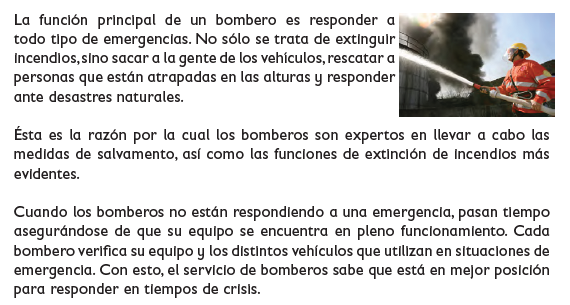 La función principal de un bombero es responder a
todo tipo de emergencias. No sólo se trata de extinguir
incendios, sino sacar a la gente de los vehículos, rescatar a
personas que están atrapadas en las alturas y responder
ante desastres naturales.
Ésta es la razón por la cual los bomberos son expertos en llevar a cabo las
medidas de salvamento, así como las funciones de extinción de incendios más
evidentes.
Cuando los bomberos no están respondiendo a una emergencia, pasan tiempo
asegurándose de que su equipo se encuentra en pleno funcionamiento. Cada
bombero verifica su equipo y los distintos vehículos que utilizan en situaciones de
emergencia. Con esto, el servicio de bomberos sabe que está en mejor posición
para responder en tiempos de crisis.